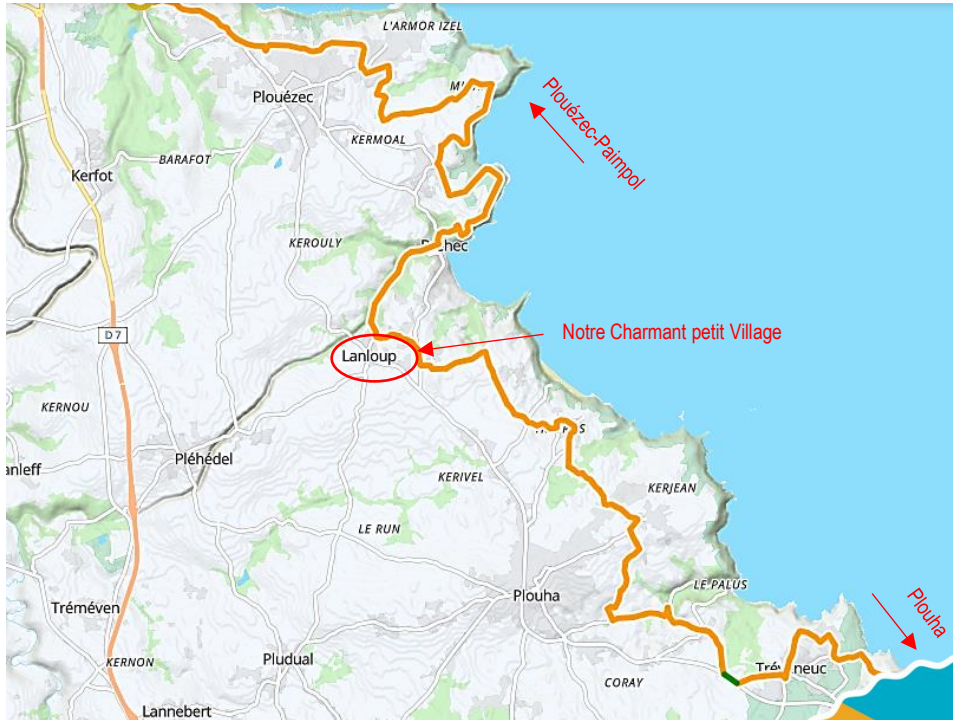 L'ARMOR IZEL
Plouézec
Plouézec-Paimpol
KERMOAL
BARAFOT
Kerfot
KEROULY
D 7
Notre Charmant petit Village
Lanloup
KERNOU
Pléhédel
anleff
KERIVEL
KERJEAN
LE RUN
LE PALUS
Plouha
Plouha
Tréméven
KERNON
Pludual
CORAY
Lannebert